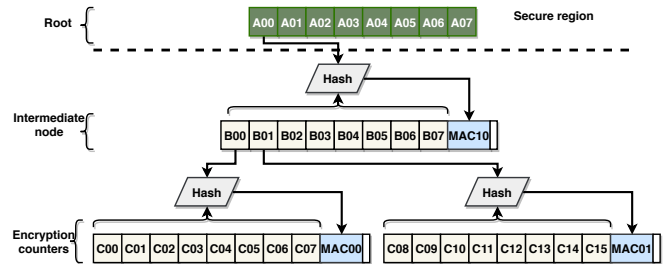 Root
A00 A01 A02 A03 A04 A05 A06 A07
Secure region
Hash
Intermediate
node
B00 B01 B02 B03 B04 B05 B06 B07 MAC10
Hash
Hash
Encryption
counters
C00 C01 C02 C03 C04 C05 C06 C07 MAC00
C08 C09 C10 C11 C12 C13 C14 C15 MAC01